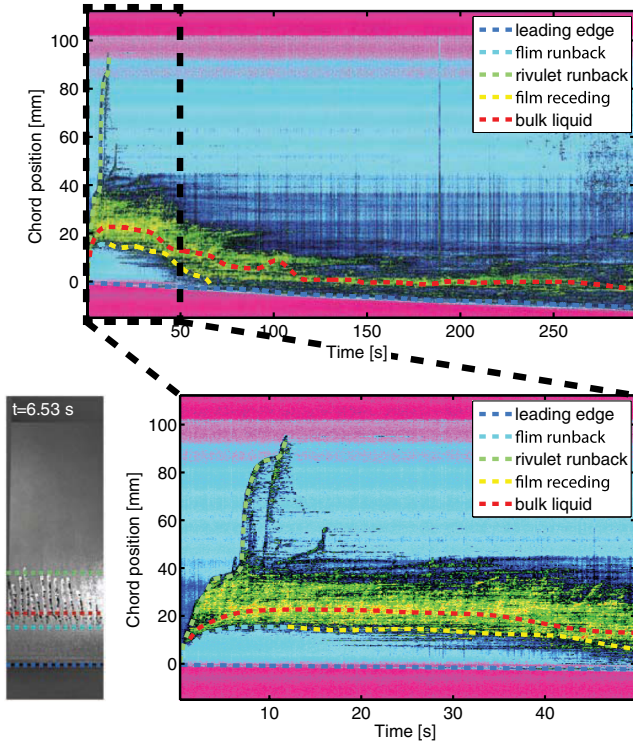 100
80
60
40
20
0
Chord position [mm]
leading edge
flim runback
rivulet runback
film receding
bulk liquid
50 100 150 200 250
Time [s]
t=6.53 s
100
80
60
40
20
0
Chord position [mm]
leading edge
flim runback
rivulet runback
film receding
bulk liquid
10 20 30 40
Time [s]